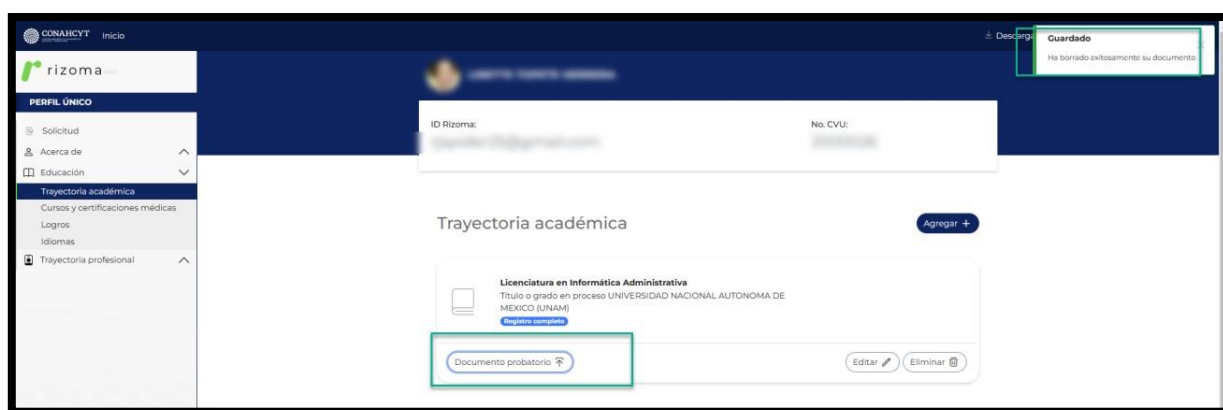 CONAHCYT
Inicio
Descarga
Guardado
Ha borrado exitosamente su documento
rizoma
PERFIL ÚNICO
Solicitud
Acerca de
Educación
Trayectoria académica
Cursos y certificaciones médicas
Logros
Idiomas
Trayectoria profesional
ID Rizoma:
No. CVU:
Trayectoria académica
Agregar +
Licenciatura en Informática Administrativa
Título o grado en proceso UNIVERSIDAD NACIONAL AUTONOMA DE
MEXICO (UNAM)
Registro completo
Documento probatorio
Editar
Eliminar